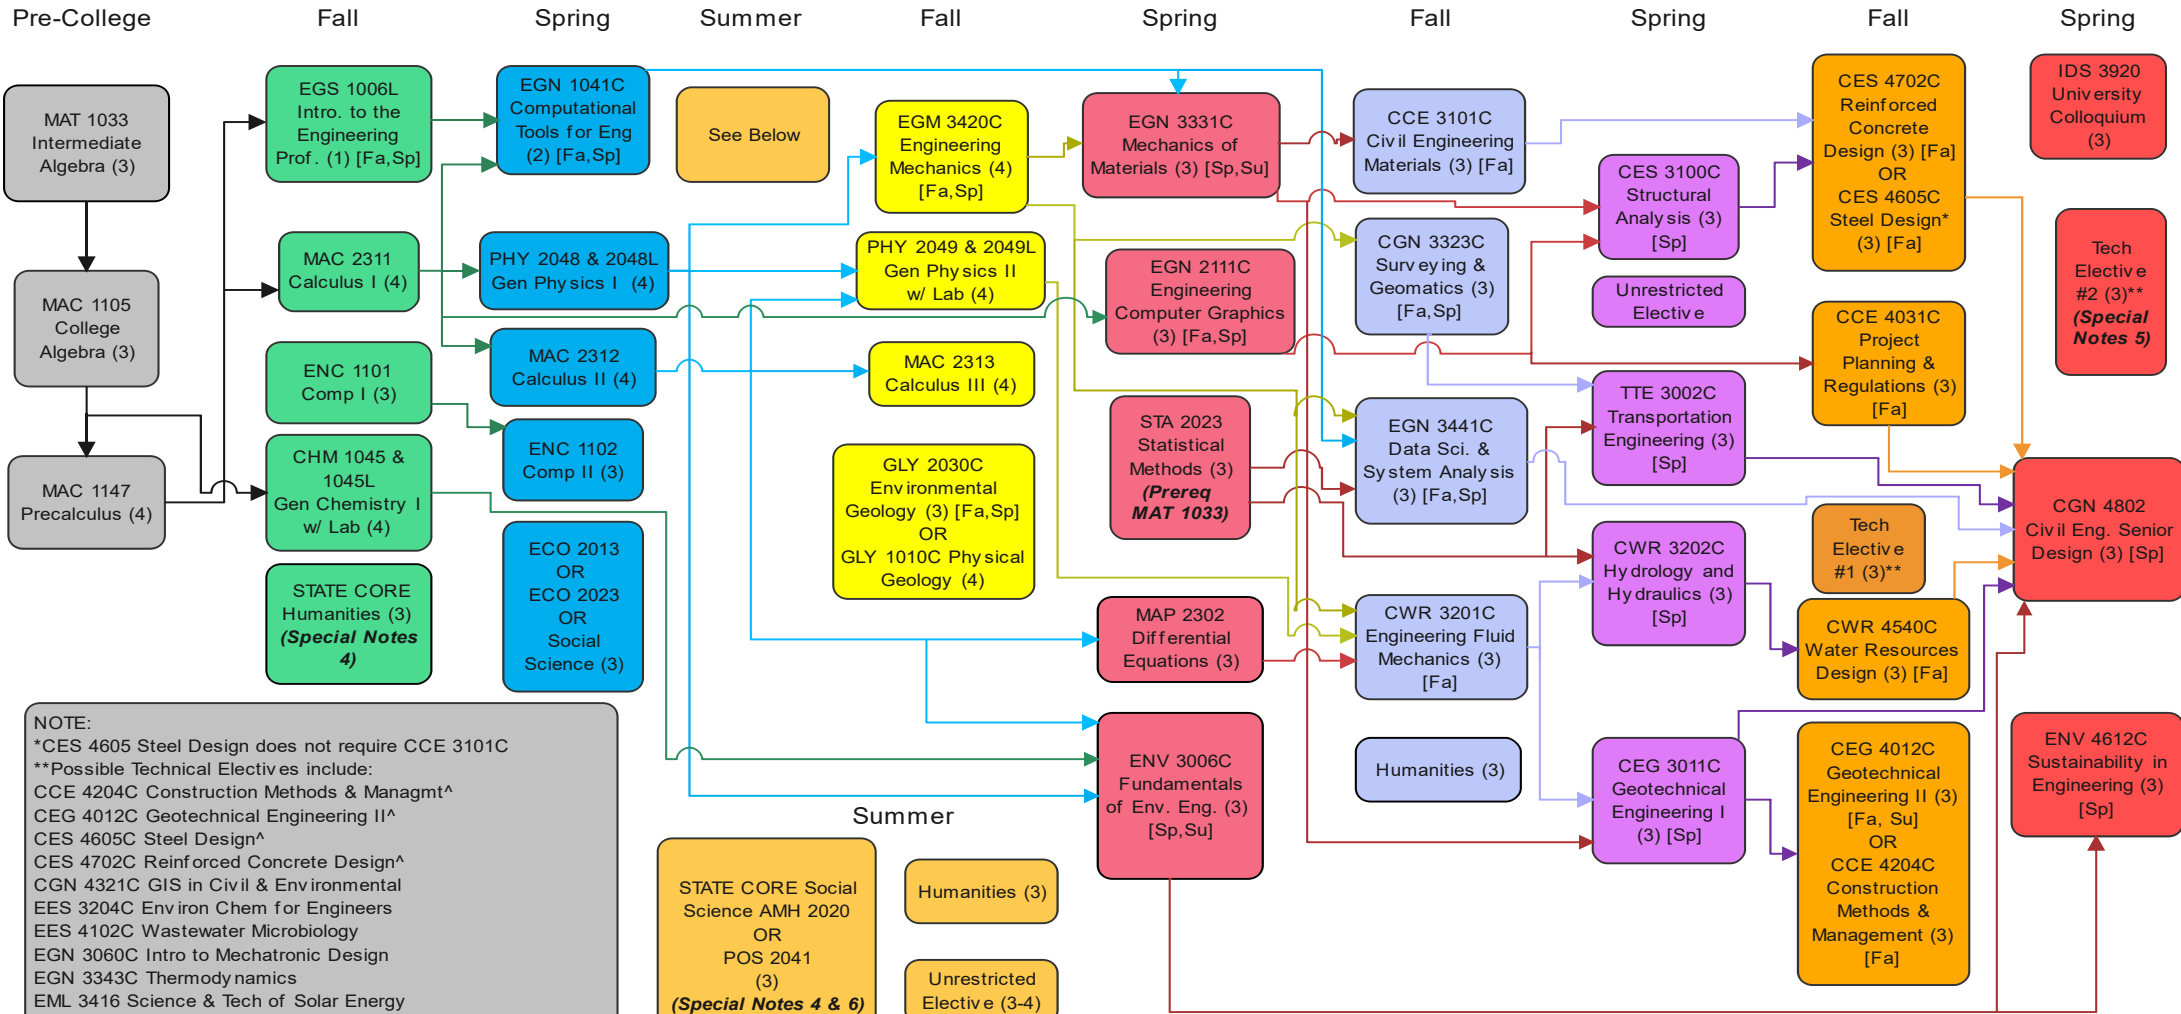 Pre-College
Fall
Spring
Summer
Fall
Spring
Fall
Spring
Fall
Spring
MAT 1033
Intermediate
Algebra (3)
MAC 1105
College
Algebra (3)
MAC 1147
Precalculus (4)
EGS 1006L
Intro. to the
Engineering
Prof. (1) [Fa,Sp]
MAC 2311
Calculus I (4)
ENC 1101
Comp I (3)
CHM 1045 &
1045L
Gen Chemistry I
w/ Lab (4)
STATE CORE
Humanities (3)
(Special Notes
4)
EGN 1041C
Computational
Tools for Eng
(2) [Fa,Sp]
PHY 2048 & 2048L
Gen Physics I (4)
MAC 2312
Calculus II (4)
ENC 1102
Comp II (3)
ECO 2013
OR
ECO 2023
OR
Social
Science (3)
See Below
EGM 3420C
Engineering
Mechanics (4)
[Fa,Sp]
PHY 2049 & 2049L
Gen Physics II
w/ Lab (4)
MAC 2313
Calculus III (4)
GLY 2030C
Environmental
Geology (3) [Fa,Sp]
OR
GLY 1010C Physical
Geology (4)
EGN 3331C
Mechanics of
Materials (3) [Sp,Su]
EGN 2111C
Engineering
Computer Graphics
(3) [Fa,Sp]
STA 2023
Statistical
Methods (3)
(Prereq
MAT 1033)
MAP 2302
Differential
Equations (3)
ENV 3006C
Fundamentals
of Env. Eng. (3)
[Sp,Su]
CCE 3101C
Civil Engineering
Materials (3) [Fa]
CGN 3323C
Surveying &
Geomatics (3)
[Fa,Sp]
EGN 3441C
Data Sci. &
System Analysis
(3) [Fa,Sp]
CWR 3201C
Engineering Fluid
Mechanics (3)
[Fa]
Humanities (3)
CES 3100C
Structural
Analysis (3)
[Sp]
Unrestricted
Elective
TTE 3002C
Transportation
Engineering (3)
[Sp]
CWR 3202C
Hydrology and
Hydraulics (3)
[Sp]
CEG 3011C
Geotechnical
Engineering I
(3) [Sp]
CES 4702C
Reinforced
Concrete
Design (3) [Fa]
OR
CES 4605C
Steel Design*
(3) [Fa]
CCE 4031C
Project
Planning &
Regulations (3)
[Fa]
Tech
Elective
#1 (3)**
CWR 4540C
Water Resources
Design (3) [Fa]
CEG 4012C
Geotechnical
Engineering II (3)
[Fa, Su]
OR
CCE 4204C
Construction
Methods &
Management (3)
[Fa]
IDS 3920
University
Colloquium
(3)
Tech
Elective
#2 (3)**
(Special
Notes 5)
CGN 4802
Civil Eng. Senior
Design (3) [Sp]
ENV 4612C
Sustainability in
Engineering (3)
[Sp]
NOTE:
*CES 4605 Steel Design does not require CCE 3101C
**Possible Technical Electives include:
CCE 4204C Construction Methods & Managmt^
CEG 4012C Geotechnical Engineering II^
CES 4605C Steel Design^
CES 4702C Reinforced Concrete Design^
CGN 4321C GIS in Civil & Environmental
EES 3204C Environ Chem for Engineers
EES 4102C Wastewater Microbiology
EGN 3060C Intro to Mechatronic Design
EGN 3343C Thermodynamics
EML 3416 Science & Tech of Solar Energy
Summer
STATE CORE Social
Science AMH 2020
OR
POS 2041
(3)
(Special Notes 4 & 6)
Humanities (3)
Unrestricted
Elective (3-4)